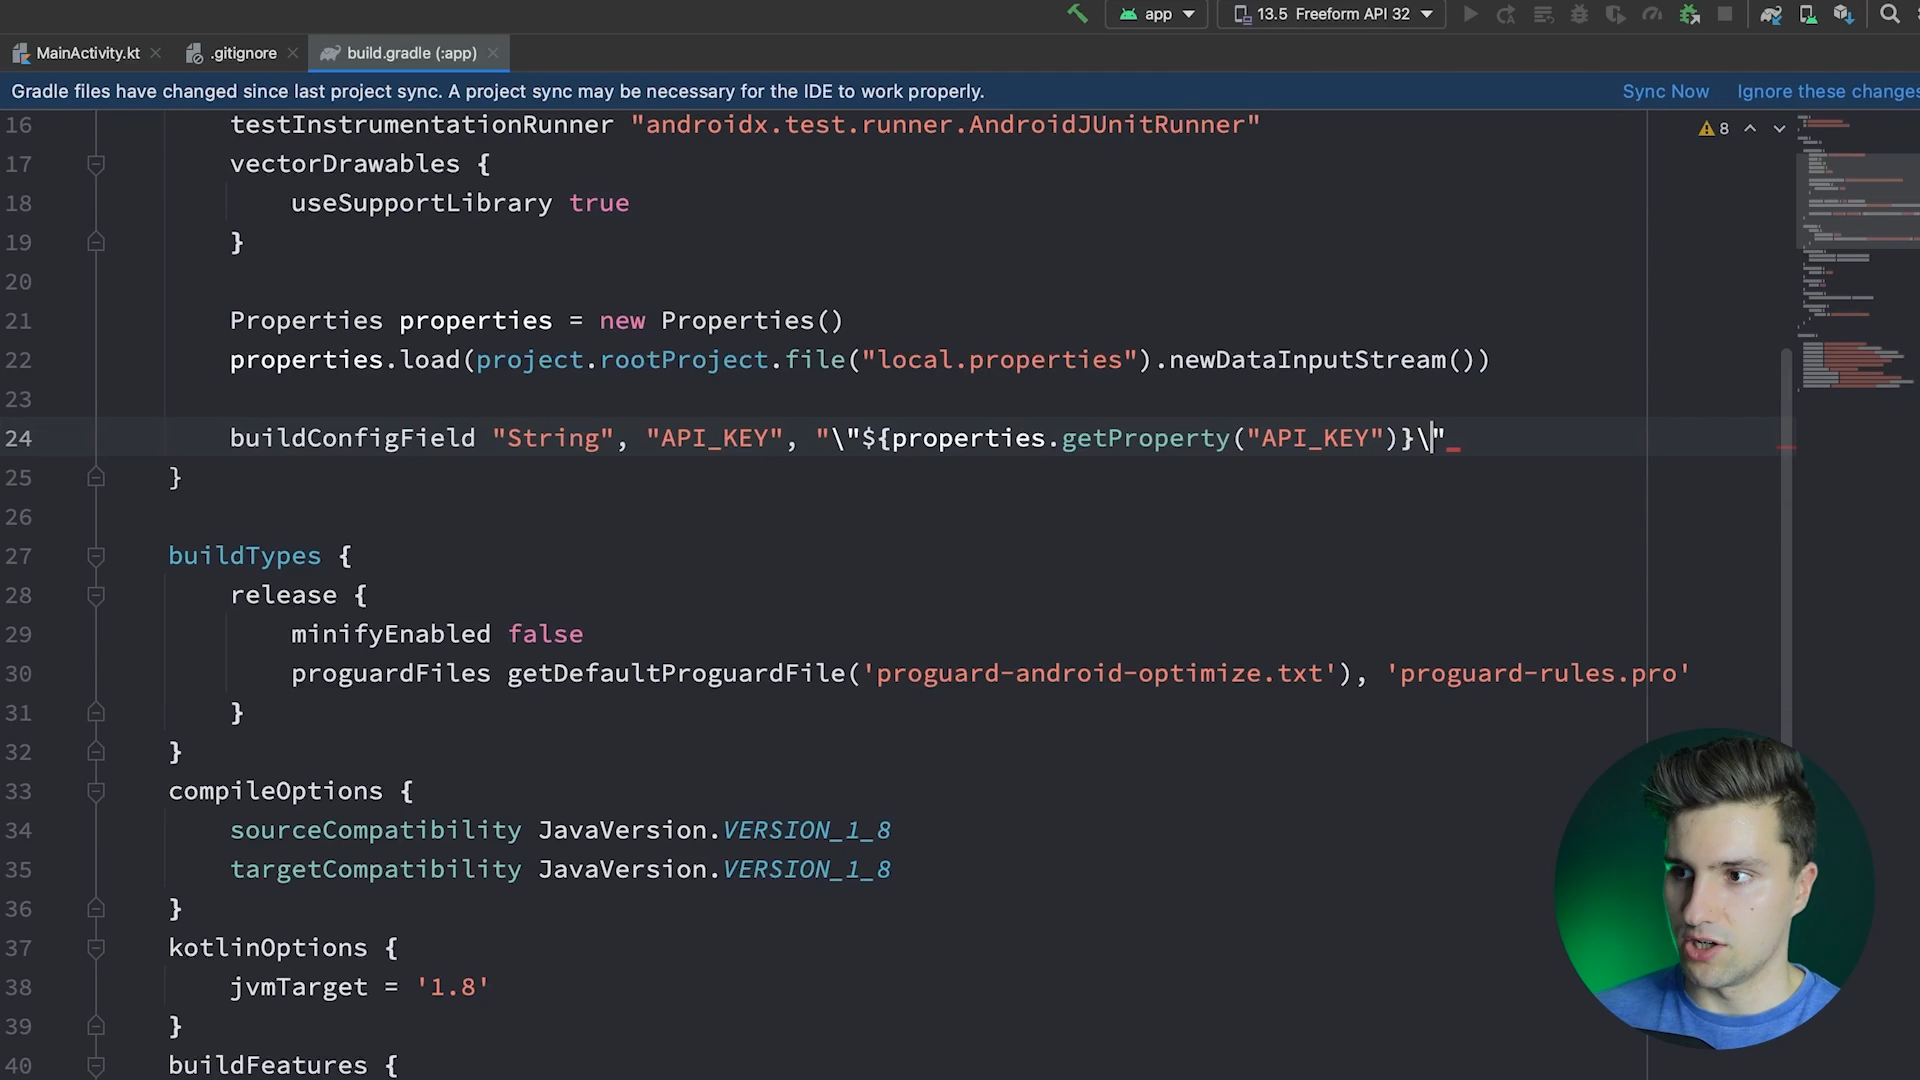 app
13.5 Freeform API 32
MainActivity.kt
.gitignore
build.gradle (:app)
Gradle files have changed since last project sync. A project sync may be necessary for the IDE to work properly.
Sync Now
Ignore these changes
8
16 testInstrumentationRunner "androidx.test.runner.AndroidJUnitRunner"
17 vectorDrawables {
18 useSupportLibrary true
19 }
20
21 Properties properties = new Properties()
22 properties.load(project.rootProject.file("local.properties").newDataInputStream())
23
24 buildConfigField "String", "API_KEY", "\"${properties.getProperty("API_KEY")}\"
25 }
26
27 buildTypes {
28 release {
29 minifyEnabled false
30 proguardFiles getDefaultProguardFile('proguard-android-optimize.txt'), 'proguard-rules.pro'
31 }
32 }
33 compileOptions {
34 sourceCompatibility JavaVersion.VERSION_1_8
35 targetCompatibility JavaVersion.VERSION_1_8
36 }
37 kotlinOptions {
38 jvmTarget = '1.8'
39 }
40 buildFeatures {